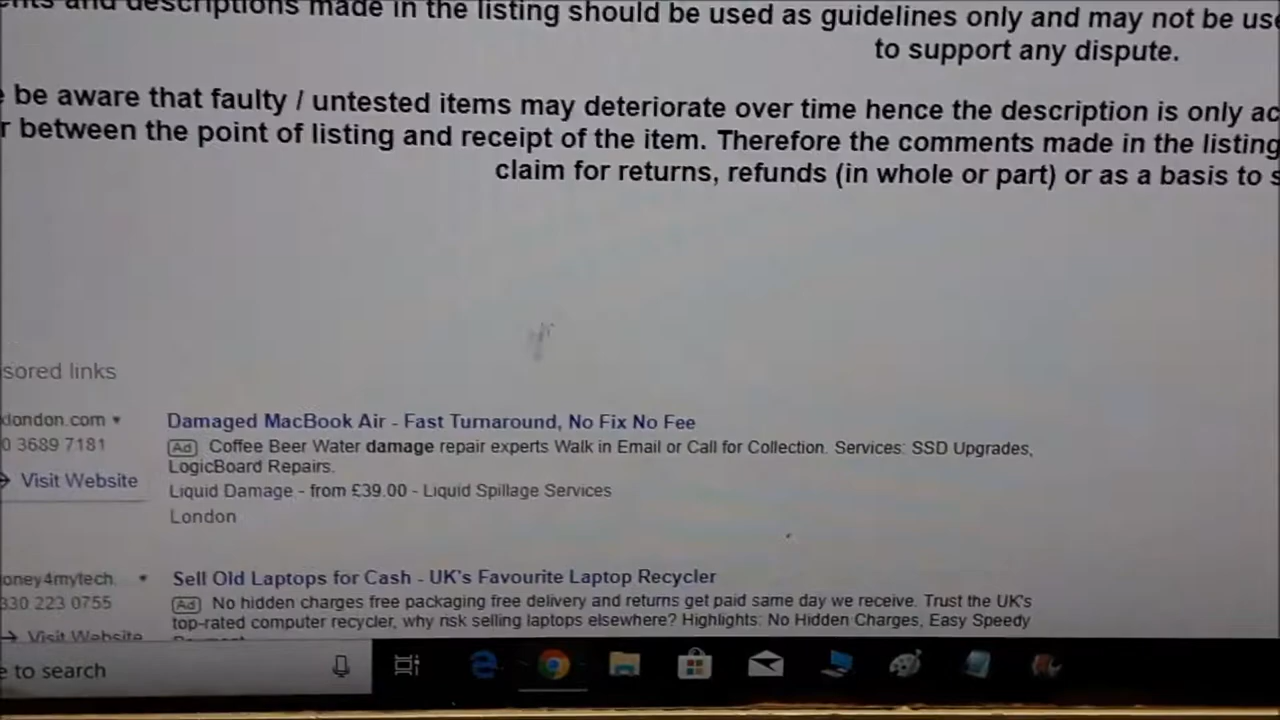 and descriptions made in the listing should be used as guidelines only and may not be
to support any dispute.
be aware that faulty / untested items may deteriorate over time hence the description is only
between the point of listing and receipt of the item. Therefore the comments made in the listing
claim for returns, refunds (in whole or part) or as a basis to
links
london.com
0 3689 7181
Visit Website
Damaged MacBook Air - Fast Turnaround, No Fix No Fee
Ad Coffee Beer Water damage repair experts Walk in Email or Call for Collection. Services: SSD Upgrades,
LogicBoard Repairs.
Liquid Damage - from £39.00 - Liquid Spillage Services
London
oney4mytech.
330 223 0755
Visit Website
Sell Old Laptops for Cash - UK's Favourite Laptop Recycler
Ad No hidden charges free packaging free delivery and returns get paid same day we receive. Trust the UK's
top-rated computer recycler, why risk selling laptops elsewhere? Highlights: No Hidden Charges, Easy Speedy
to search